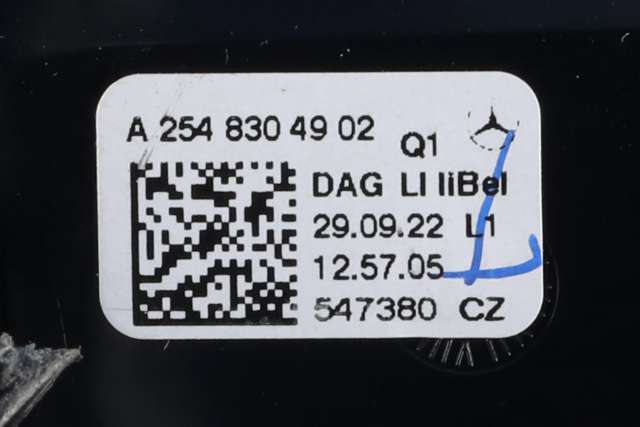 A 254 830 49 02 Q1
DAG LI liBel
29.09.22 L1
12.57.05
547380 CZ